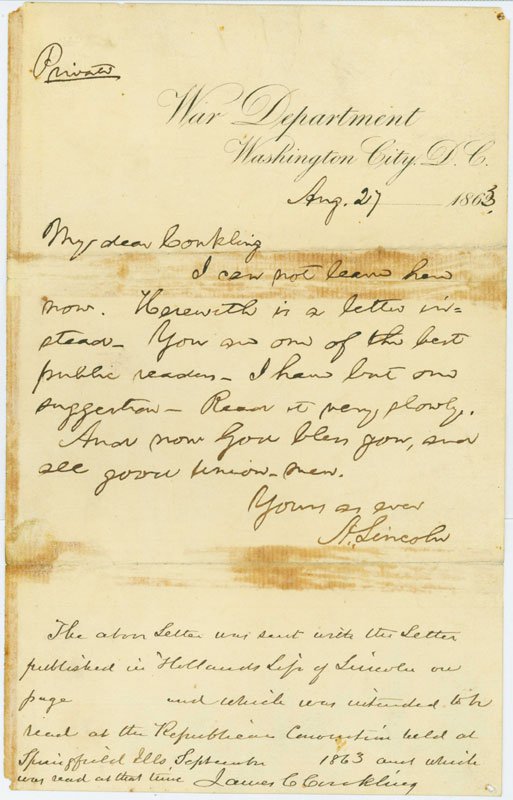 Private
War Department
Washington City. D. C.
Aug. 27 1863.
My dear Conkling
I can not leave here
now. Herewith is a letter in=
stead– You are one of the best
public readers– I have but one
suggestion– Read it very, slowly.
And now God bless you, and
all good Union-men.
Yours as ever
A. Lincoln
The above Letter was sent with the Letter
published in Hollands Life of Lincoln on
page and which was intended to be
read at the Republican Convention held at
Springfield Ills September 1863 and which
was read at that time James C Conkling